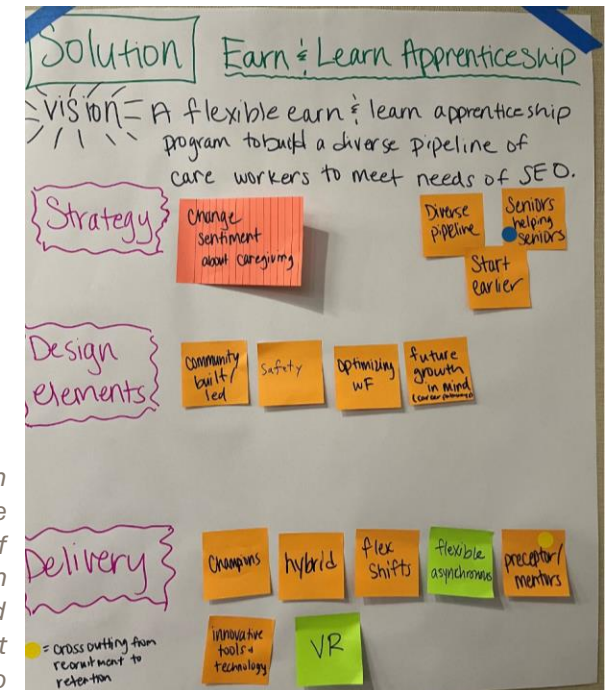 Solution Earn & Learn Apprenticeship
Vision = A flexible earn & learn apprenticeship
program to build a diverse pipeline of
care workers to meet needs of SEO.
Strategy
Change
sentiment
about caregiving
Diverse
pipeline
Seniors
helping
seniors
Start
earlier
Design
elements
community
built/
led
Safety
optimizing
WF
future
growth
in mind
(career pathways)
Delivery
Champions
hybrid
flex
shifts
flexible
asynchronous
preceptor/
mentors
innovative
tools &
technology
VR
= cross cutting from
recruitment to
retention